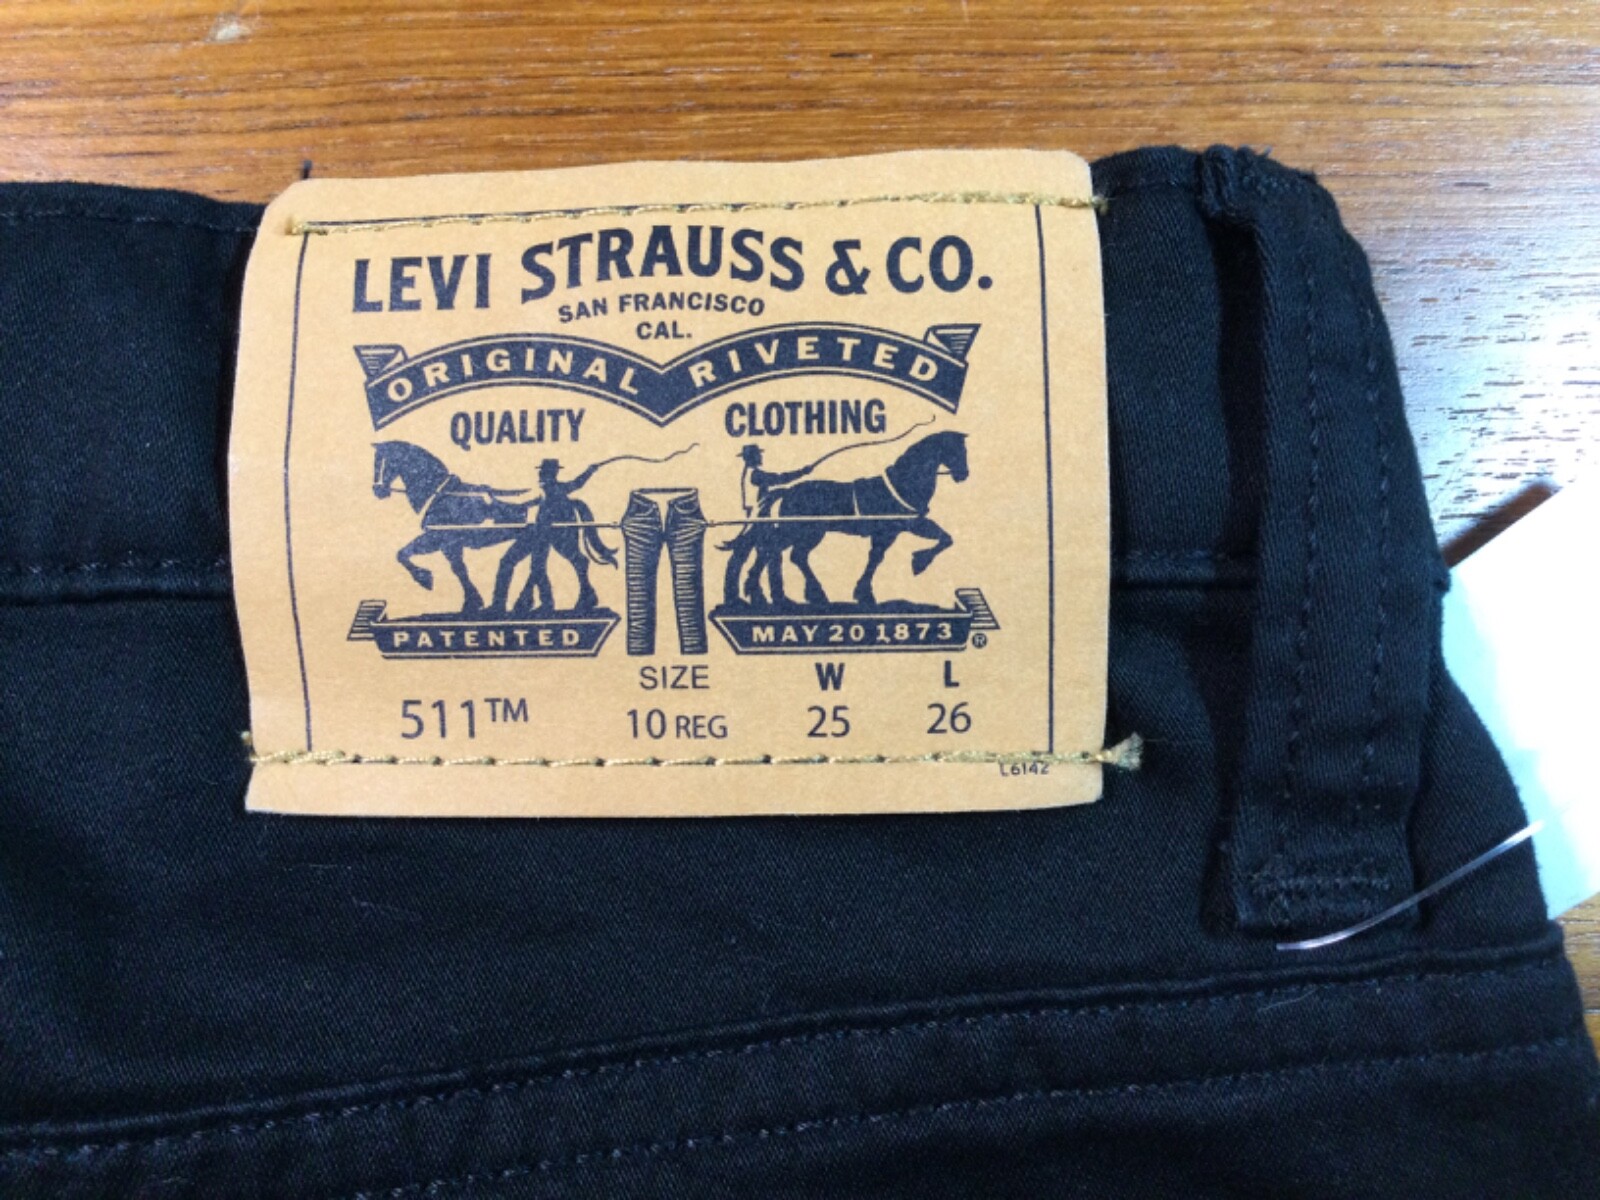 LEVI STRAUSS & CO.
SAN FRANCISCO
CAL.
ORIGINAL RIVETED
QUALITY CLOTHING
PATENTED MAY 20 1873 ®
SIZE W L
511™ 10 REG 25 26
L6142